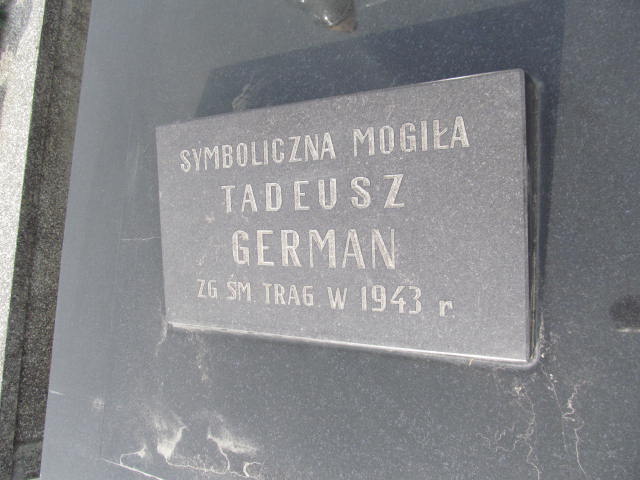 SYMBOLICZNA MOGIŁA
TADEUSZ
GERMAN
ZG. ŚM. TRAG. W 1943 r.